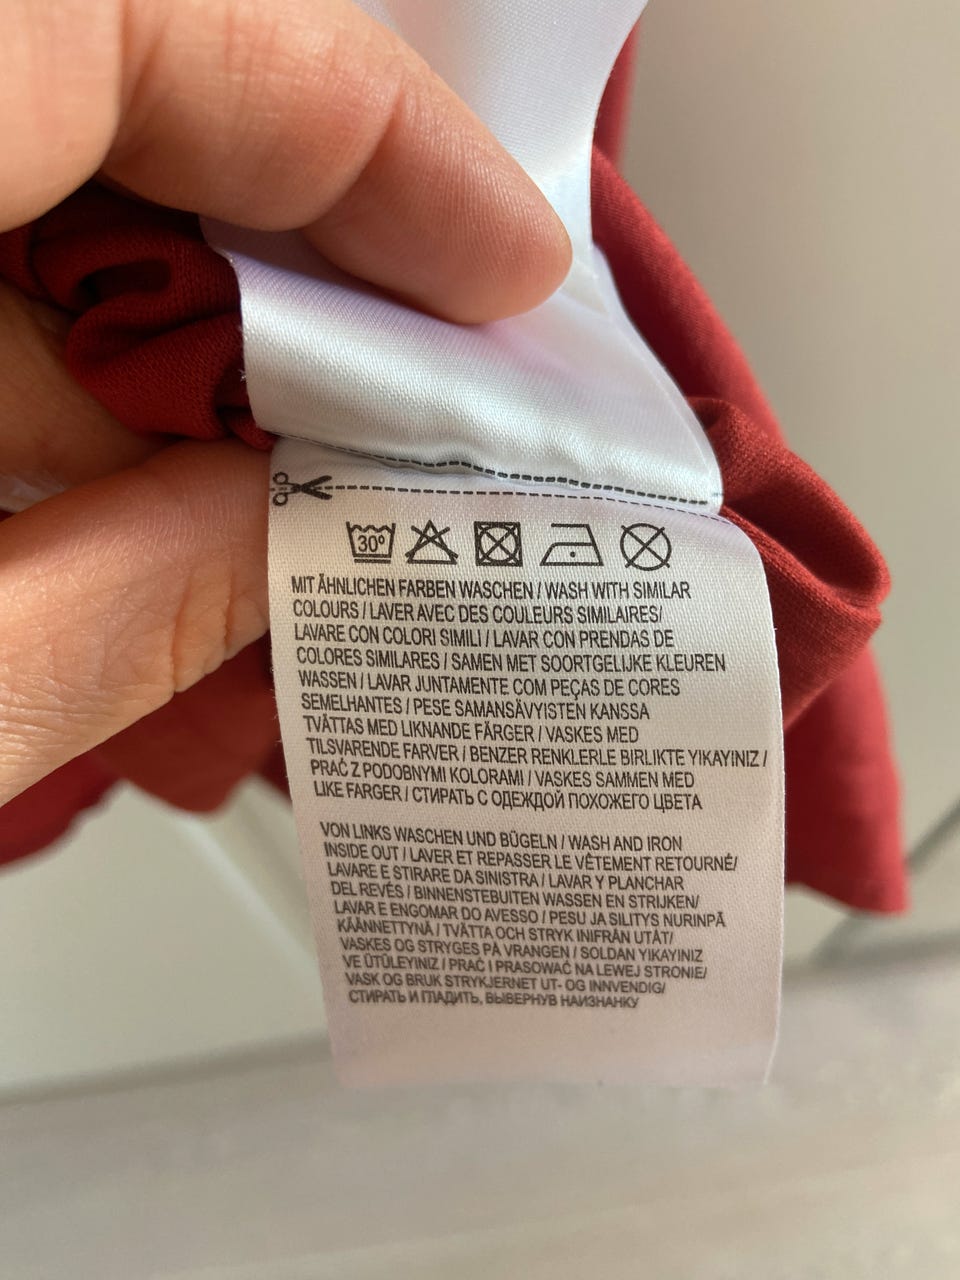 30º
MIT ÄHNLICHEN FARBEN WASCHEN / WASH WITH SIMILAR
COLOURS / LAVER AVEC DES COULEURS SIMILAIRES/
LAVARE CON COLORI SIMILI / LAVAR CON PRENDAS DE
COLORES SIMILARES / SAMEN MET SOORTGELIJKE KLEUREN
WASSEN / LAVAR JUNTAMENTE COM PEÇAS DE CORES
SEMELHANTES / PESE SAMANSÄVYISTEN KANSSA
TVÄTTAS MED LIKNANDE FÄRGER / VASKES MED
TILSVARENDE FARVER / BENZER RENKLERLE BIRLIKTE YIKAYINIZ /
PRAĆ Z PODOBNYMI KOLORAMI / VASKES SAMMEN MED
LIKE FARGER / СТИРАТЬ С ОДЕЖДОЙ ПОХОЖЕГО ЦВЕТА
VON LINKS WASCHEN UND BÜGELN / WASH AND IRON
INSIDE OUT / LAVER ET REPASSER LE VÊTEMENT RETOURNÉ/
LAVARE E STIRARE DA SINISTRA / LAVAR Y PLANCHAR
DEL REVÉS / BINNENSTEBUITEN WASSEN EN STRIJKEN/
LAVAR E ENGOMAR DO AVESSO / PESU JA SILITYS NURINPÄ
KÄÄNNETTYNÄ / TVÄTTA OCH STRYK INIFRÅN UTÅT/
VASKES OG STRYGES PÅ VRANGEN / SOLDAN YIKAYINIZ
VE ÜTÜLEYINIZ / PRAĆ I PRASOWAĆ NA LEWEJ STRONIE/
VASK OG BRUK STRYKJERNET UT- OG INNVENDIG/
СТИРАТЬ И ГЛАДИТЬ, ВЫВЕРНУВ НАИЗНАНКУ